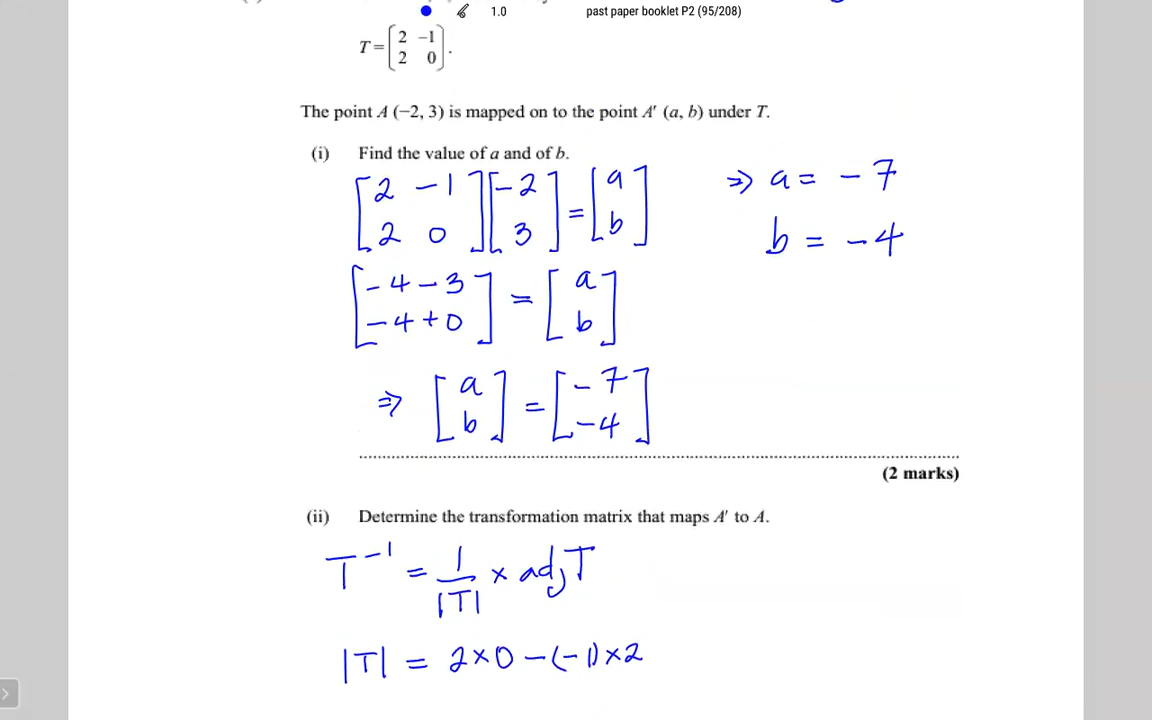 1.0 past paper booklet P2 (95/208)
T = [2 -1
2 0].
The point A (−2, 3) is mapped on to the point A′ (a, b) under T.
(i) Find the value of a and of b.
[2 -1
2 0] [-2
3] = [a
b]
⇒ a = -7
b = -4
[-4-3
-4+0] = [a
b]
⇒ [a
b] = [-7
-4]
(2 marks)
(ii) Determine the transformation matrix that maps A′ to A.
T⁻¹ = 1/|T| × adj T
|T| = 2×0 -(-1)×2